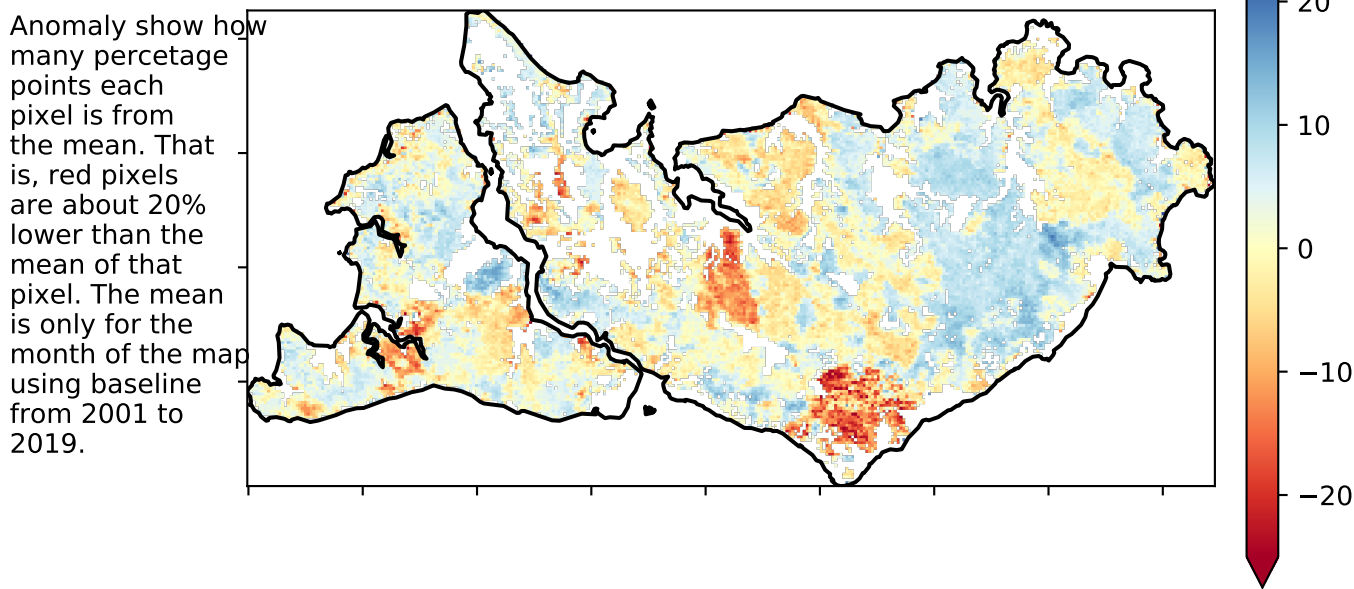 Anomaly show how
many percetage
points each
pixel is from
the mean. That
is, red pixels
are about 20%
lower than the
mean of that
pixel. The mean
is only for the
month of the map
using baseline
from 2001 to
2019.
20
10
0
−10
−20